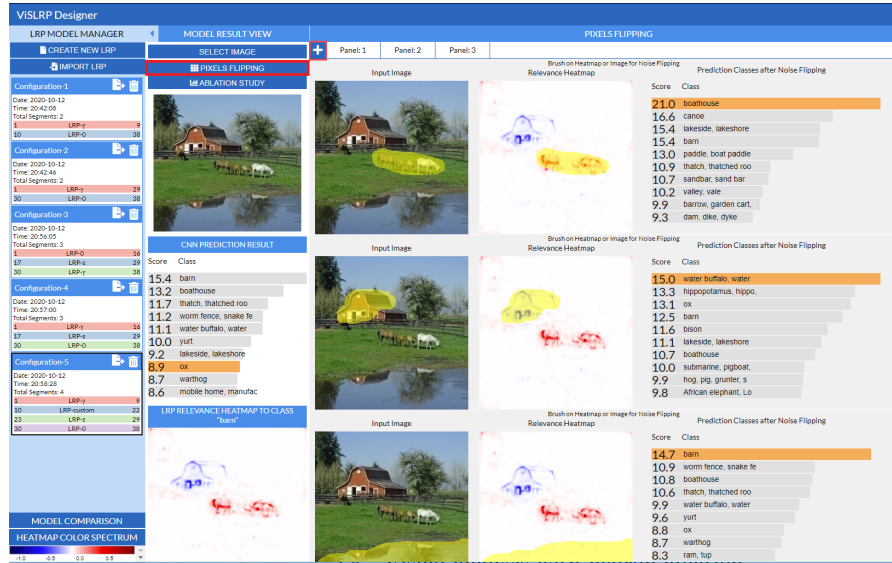 ViSLRP Designer
LRP MODEL MANAGER
CREATE NEW LRP
IMPORT LRP
Configuration-1
Date: 2020-10-12
Time: 20:42:08
Total Segments: 2
1 LRP-γ 9
10 LRP-0 38
Configuration-2
Date: 2020-10-12
Time: 20:42:46
Total Segments: 2
1 LRP-γ 29
30 LRP-0 38
Configuration-3
Date: 2020-10-12
Time: 20:56:05
Total Segments: 3
1 LRP-0 16
17 LRP-ε 29
30 LRP-γ 38
Configuration-4
Date: 2020-10-12
Time: 20:57:00
Total Segments: 3
1 LRP-γ 16
17 LRP-ε 29
30 LRP-0 38
Configuration-5
Date: 2020-10-12
Time: 20:58:28
Total Segments: 4
1 LRP-γ 9
10 LRP-custom 22
23 LRP-ε 29
30 LRP-0 38
MODEL COMPARISON
HEATMAP COLOR SPECTRUM
-1.0 -0.5 0.0 0.5
MODEL RESULT VIEW
SELECT IMAGE
PIXELS FLIPPING
ABLATION STUDY
CNN PREDICTION RESULT
Score Class
15.4 barn
13.2 boathouse
11.7 thatch, thatched roo
11.2 worm fence, snake fe
11.1 water buffalo, water
10.0 yurt
9.2 lakeside, lakeshore
8.9 ox
8.7 warthog
8.6 mobile home, manufac
LRP RELEVANCE HEATMAP TO CLASS
"barn"
PIXELS FLIPPING
+ Panel: 1 Panel: 2 Panel: 3
Brush on Heatmap or Image for Noise Flipping
Input Image Relevance Heatmap Prediction Classes after Noise Flipping
Score Class
21.0 boathouse
16.6 canoe
15.4 lakeside, lakeshore
15.4 barn
13.0 paddle, boat paddle
10.9 thatch, thatched roo
10.7 sandbar, sand bar
10.2 valley, vale
9.9 barrow, garden cart,
9.3 dam, dike, dyke
Brush on Heatmap or Image for Noise Flipping
Input Image Relevance Heatmap Prediction Classes after Noise Flipping
Score Class
15.0 water buffalo, water
13.3 hippopotamus, hippo,
13.1 ox
12.5 barn
11.6 bison
11.1 lakeside, lakeshore
10.7 boathouse
10.0 submarine, pigboat,
9.9 hog, pig, grunter, s
9.8 African elephant, Lo
Brush on Heatmap or Image for Noise Flipping
Input Image Relevance Heatmap Prediction Classes after Noise Flipping
Score Class
14.7 barn
10.9 worm fence, snake fe
10.8 boathouse
10.6 thatch, thatched roo
9.9 water buffalo, water
9.6 yurt
8.8 ox
8.7 warthog
8.3 ram, tup